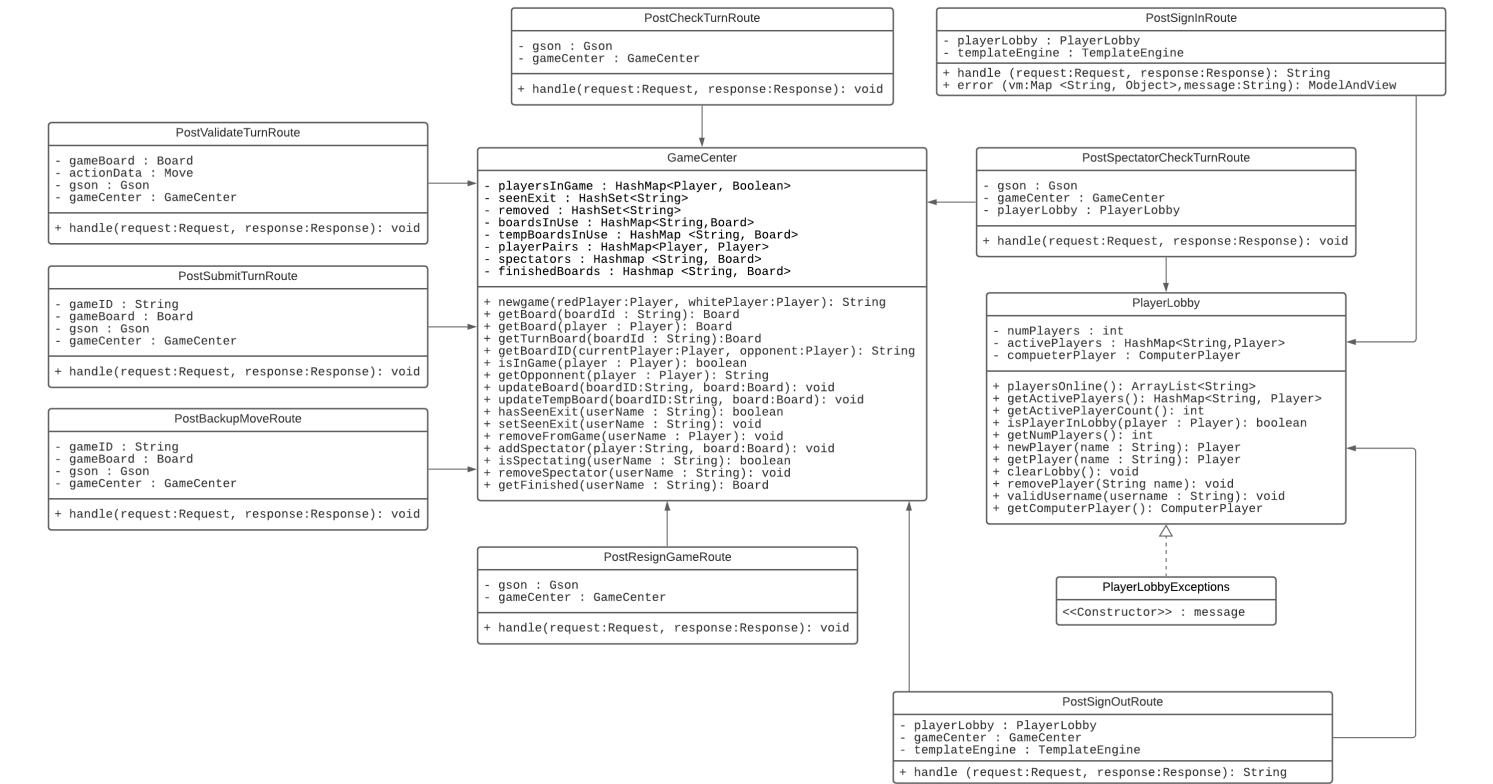 PostCheckTurnRoute
- gson : Gson
- gameCenter : GameCenter
+ handle(request:Request, response:Response): void
PostSignInRoute
- playerLobby : PlayerLobby
- templateEngine : TemplateEngine
+ handle (request:Request, response:Response): String
+ error (vm:Map <String, Object>,message:String): ModelAndView
PostValidateTurnRoute
- gameBoard : Board
- actionData : Move
- gson : Gson
- gameCenter : GameCenter
+ handle(request:Request, response:Response): void
GameCenter
- playersInGame : HashMap<Player, Boolean>
- seenExit : HashSet<String>
- removed : HashSet<String>
- boardsInUse : HashMap<String,Board>
- tempBoardsInUse : HashMap <String, Board>
- playerPairs : HashMap<Player, Player>
- spectators : Hashmap <String, Board>
- finishedBoards : Hashmap <String, Board>
+ newgame(redPlayer:Player, whitePlayer:Player): String
+ getBoard(boardId : String): Board
+ getBoard(player : Player): Board
+ getTurnBoard(boardId : String):Board
+ getBoardID(currentPlayer:Player, opponent:Player): String
+ isInGame(player : Player): boolean
+ getOpponnent(player : Player): String
+ updateBoard(boardID:String, board:Board): void
+ updateTempBoard(boardID:String, board:Board): void
+ hasSeenExit(userName : String): boolean
+ setSeenExit(userName : String): void
+ removeFromGame(userName : Player): void
+ addSpectator(player:String, board:Board): void
+ isSpectating(userName : String): boolean
+ removeSpectator(userName : String): void
+ getFinished(userName : String): Board
PostSpectatorCheckTurnRoute
- gson : Gson
- gameCenter : GameCenter
- playerLobby : PlayerLobby
+ handle(request:Request, response:Response): void
PostSubmitTurnRoute
- gameID : String
- gameBoard : Board
- gson : Gson
- gameCenter : GameCenter
+ handle(request:Request, response:Response): void
PlayerLobby
- numPlayers : int
- activePlayers : HashMap<String,Player>
- compueterPlayer : ComputerPlayer
+ playersOnline(): ArrayList<String>
+ getActivePlayers(): HashMap<String, Player>
+ getActivePlayerCount(): int
+ isPlayerInLobby(player : Player): boolean
+ getNumPlayers(): int
+ newPlayer(name : String): Player
+ getPlayer(name : String): Player
+ clearLobby(): void
+ removePlayer(String name): void
+ validUsername(username : String): void
+ getComputerPlayer(): ComputerPlayer
PostBackupMoveRoute
- gameID : String
- gameBoard : Board
- gson : Gson
- gameCenter : GameCenter
+ handle(request:Request, response:Response): void
PostResignGameRoute
- gson : Gson
- gameCenter : GameCenter
+ handle(request:Request, response:Response): void
PlayerLobbyExceptions
<<Constructor>> : message
PostSignOutRoute
- playerLobby : PlayerLobby
- gameCenter : GameCenter
- templateEngine : TemplateEngine
+ handle (request:Request, response:Response): String